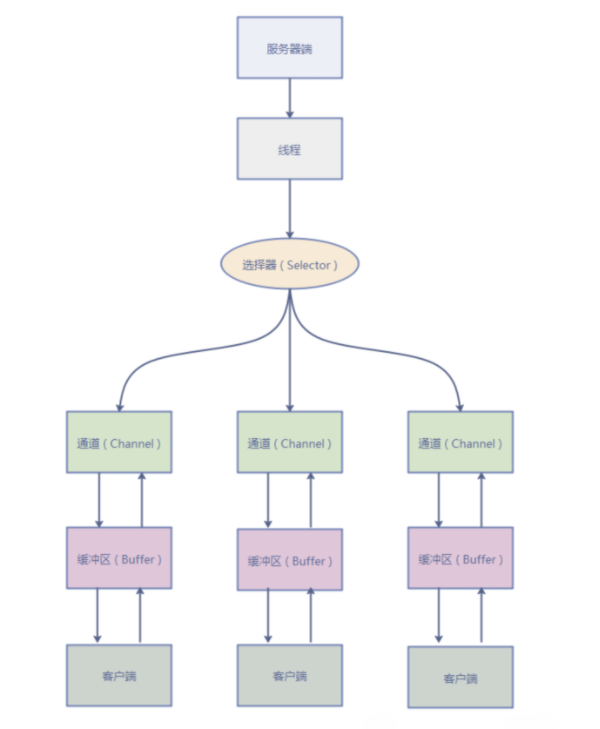 服务器端
线程
选择器 ( Selector )
通道 ( Channel )
通道 ( Channel )
通道 ( Channel )
缓冲区 ( Buffer )
缓冲区 ( Buffer )
缓冲区 ( Buffer )
客户端
客户端
客户端